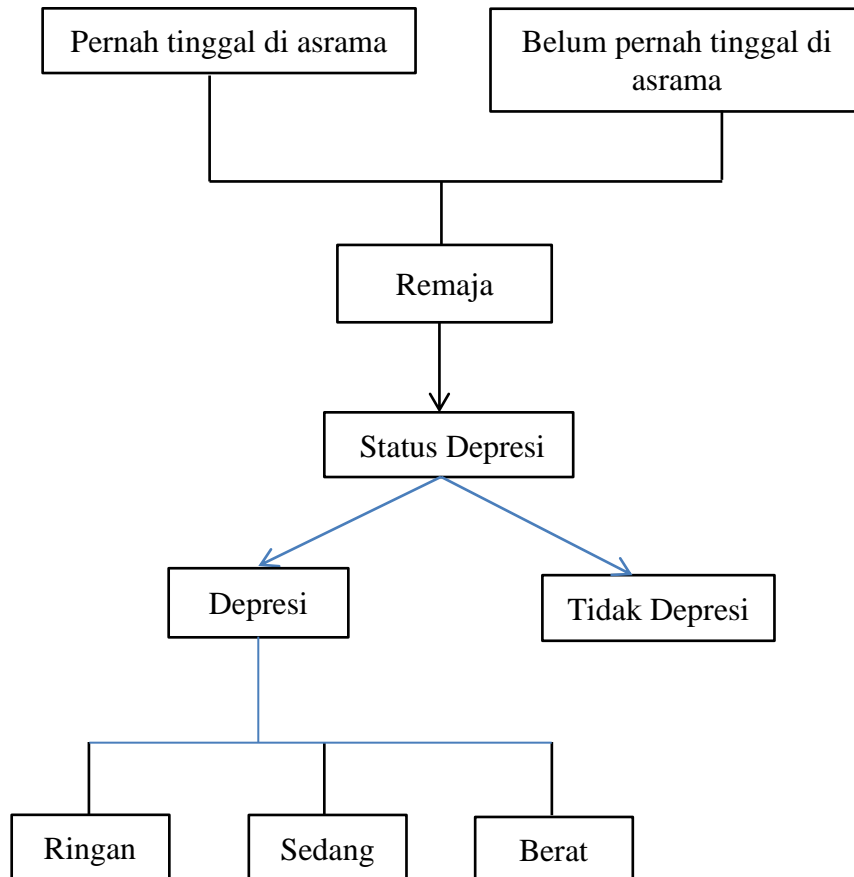 Pernah tinggal di asrama
Belum pernah tinggal di
asrama
Remaja
Status Depresi
Depresi
Tidak Depresi
Ringan
Sedang
Berat